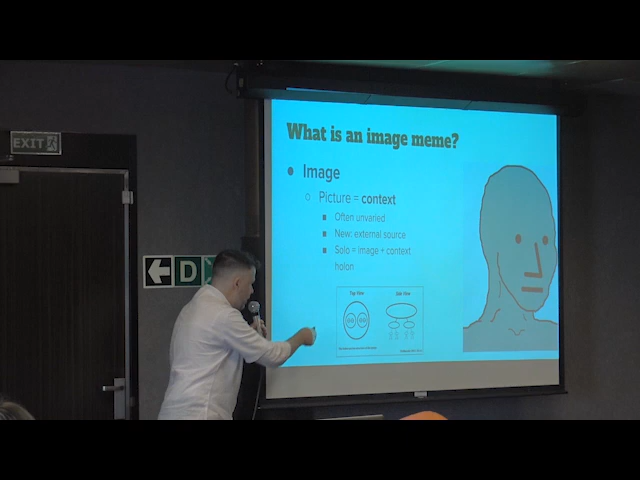 EXIT
D
What is an image meme?
● Image
○ Picture = context
■ Often unvaried
■ New: external source
■ Solo = image + context
holon
Top View
Side View